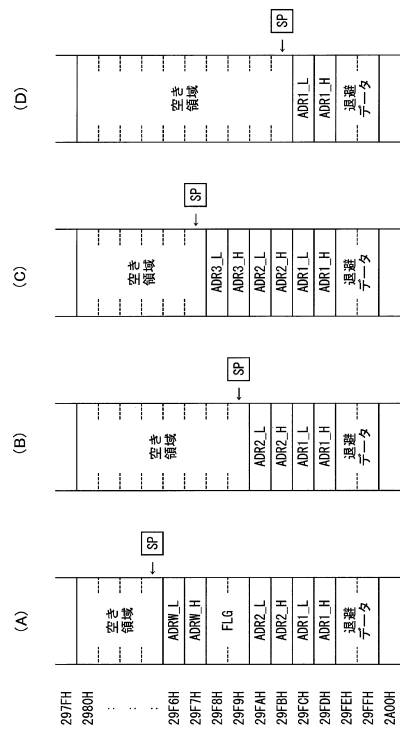 (A)
(B)
(C)
(D)
297FH
2980H
:
:
:
29F6H
29F7H
29F8H
29F9H
29FAH
29FBH
29FCH
29FDH
29EEH
29FFH
2A00H
空き
領域
← SP
ADRW_L
ADRW_H
FLG
ADR2_L
ADR2_H
ADR1_L
ADR1_H
退避
データ
空き
領域
← SP
ADR2_L
ADR2_H
ADR1_L
ADR1_H
退避
データ
空き
領域
← SP
ADR3_L
ADR3_H
ADR2_L
ADR2_H
ADR1_L
ADR1_H
退避
データ
空き
領域
← SP
ADR1_L
ADR1_H
退避
データ